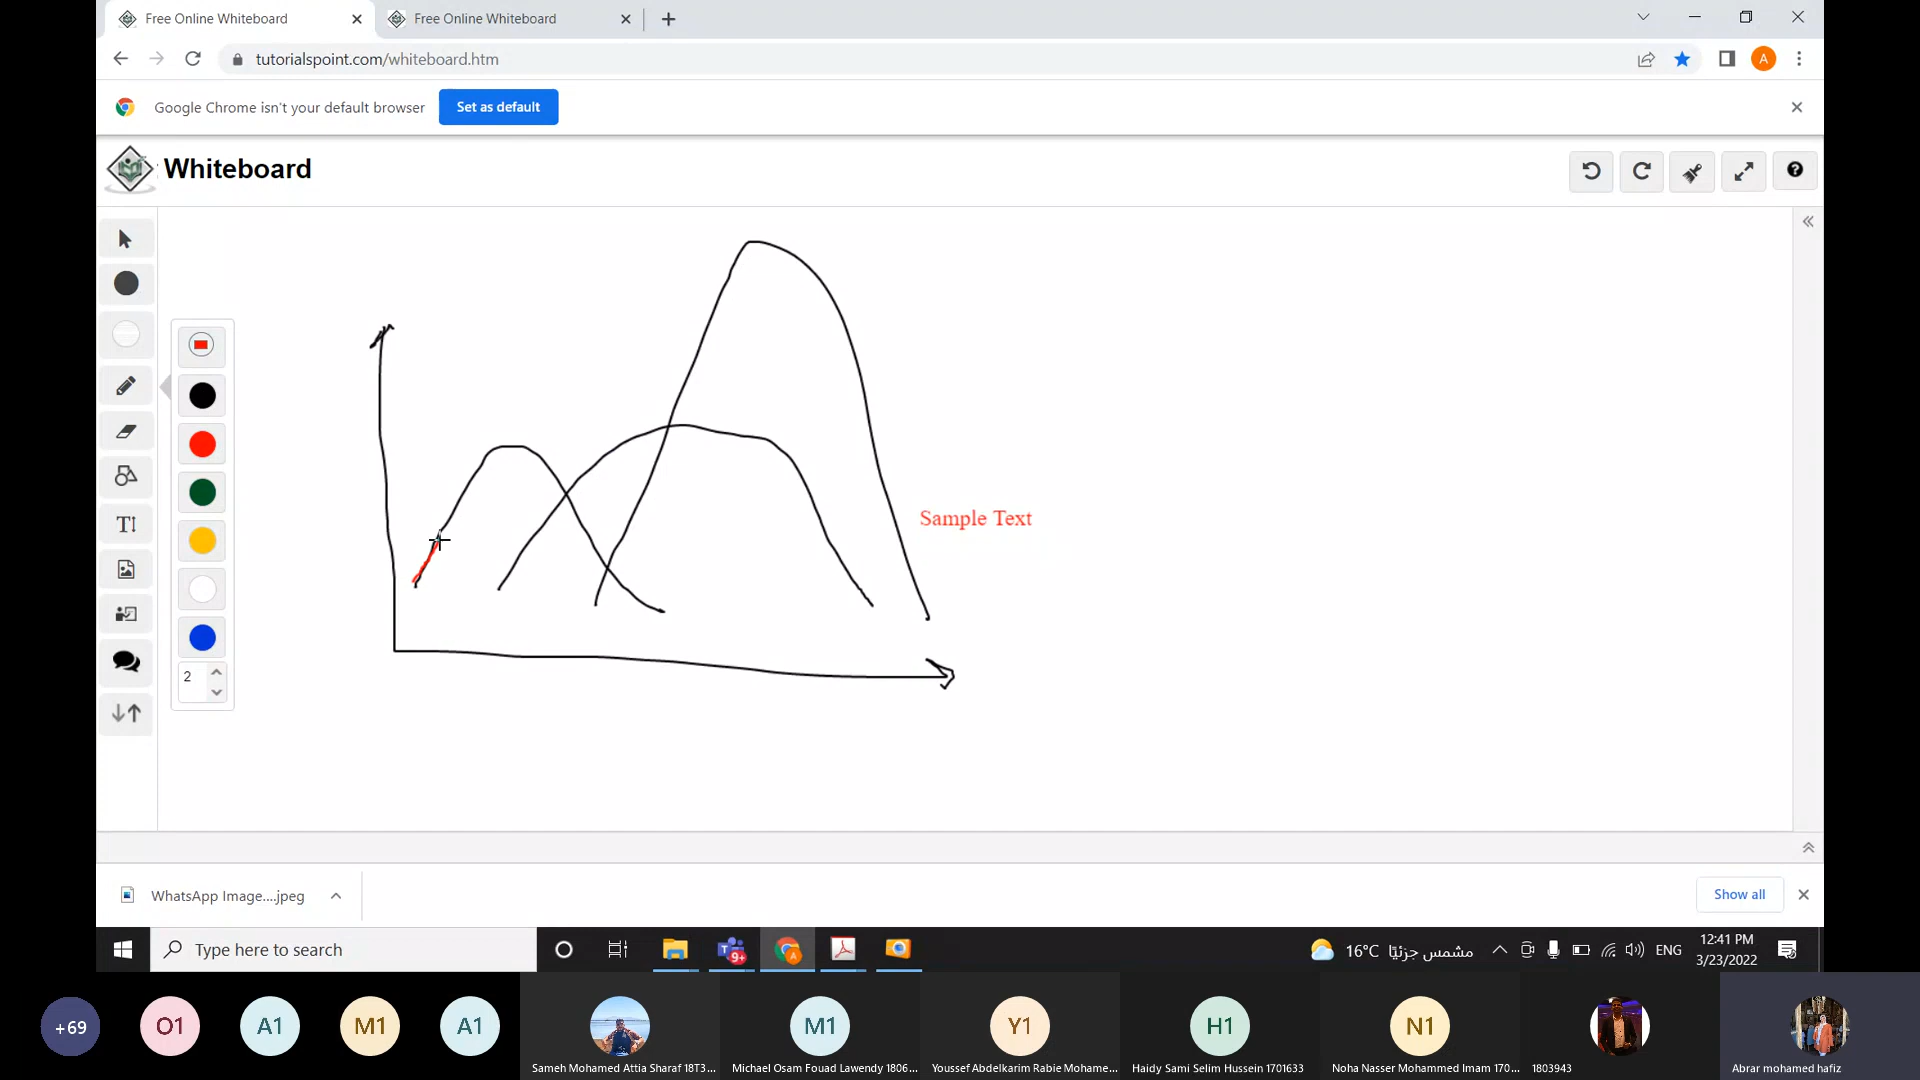 Free Online Whiteboard
Free Online Whiteboard
tutorialspoint.com/whiteboard.htm
A
Google Chrome isn't your default browser
Set as default
Whiteboard
Sample Text
2
WhatsApp Image....jpeg
Show all
Type here to search
9+
A
16°C مشمس جزئيًا
ENG
12:41 PM
3/23/2022
+69
O1
A1
M1
A1
M1
Y1
H1
N1
Sameh Mohamed Attia Sharaf 18T3...
Michael Osam Fouad Lawendy 1806...
Youssef Abdelkarim Rabie Mohame...
Haidy Sami Selim Hussein 1701633
Noha Nasser Mohammed Imam 170...
1803943
Abrar mohamed hafiz